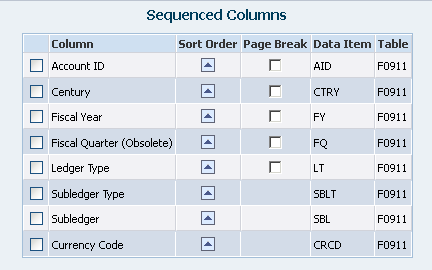 Sequenced Columns
Column Sort Order Page Break Data Item Table
Account ID AID F0911
Century CTRY F0911
Fiscal Year FY F0911
Fiscal Quarter (Obsolete) FQ F0911
Ledger Type LT F0911
Subledger Type SBLT F0911
Subledger SBL F0911
Currency Code CRCD F0911